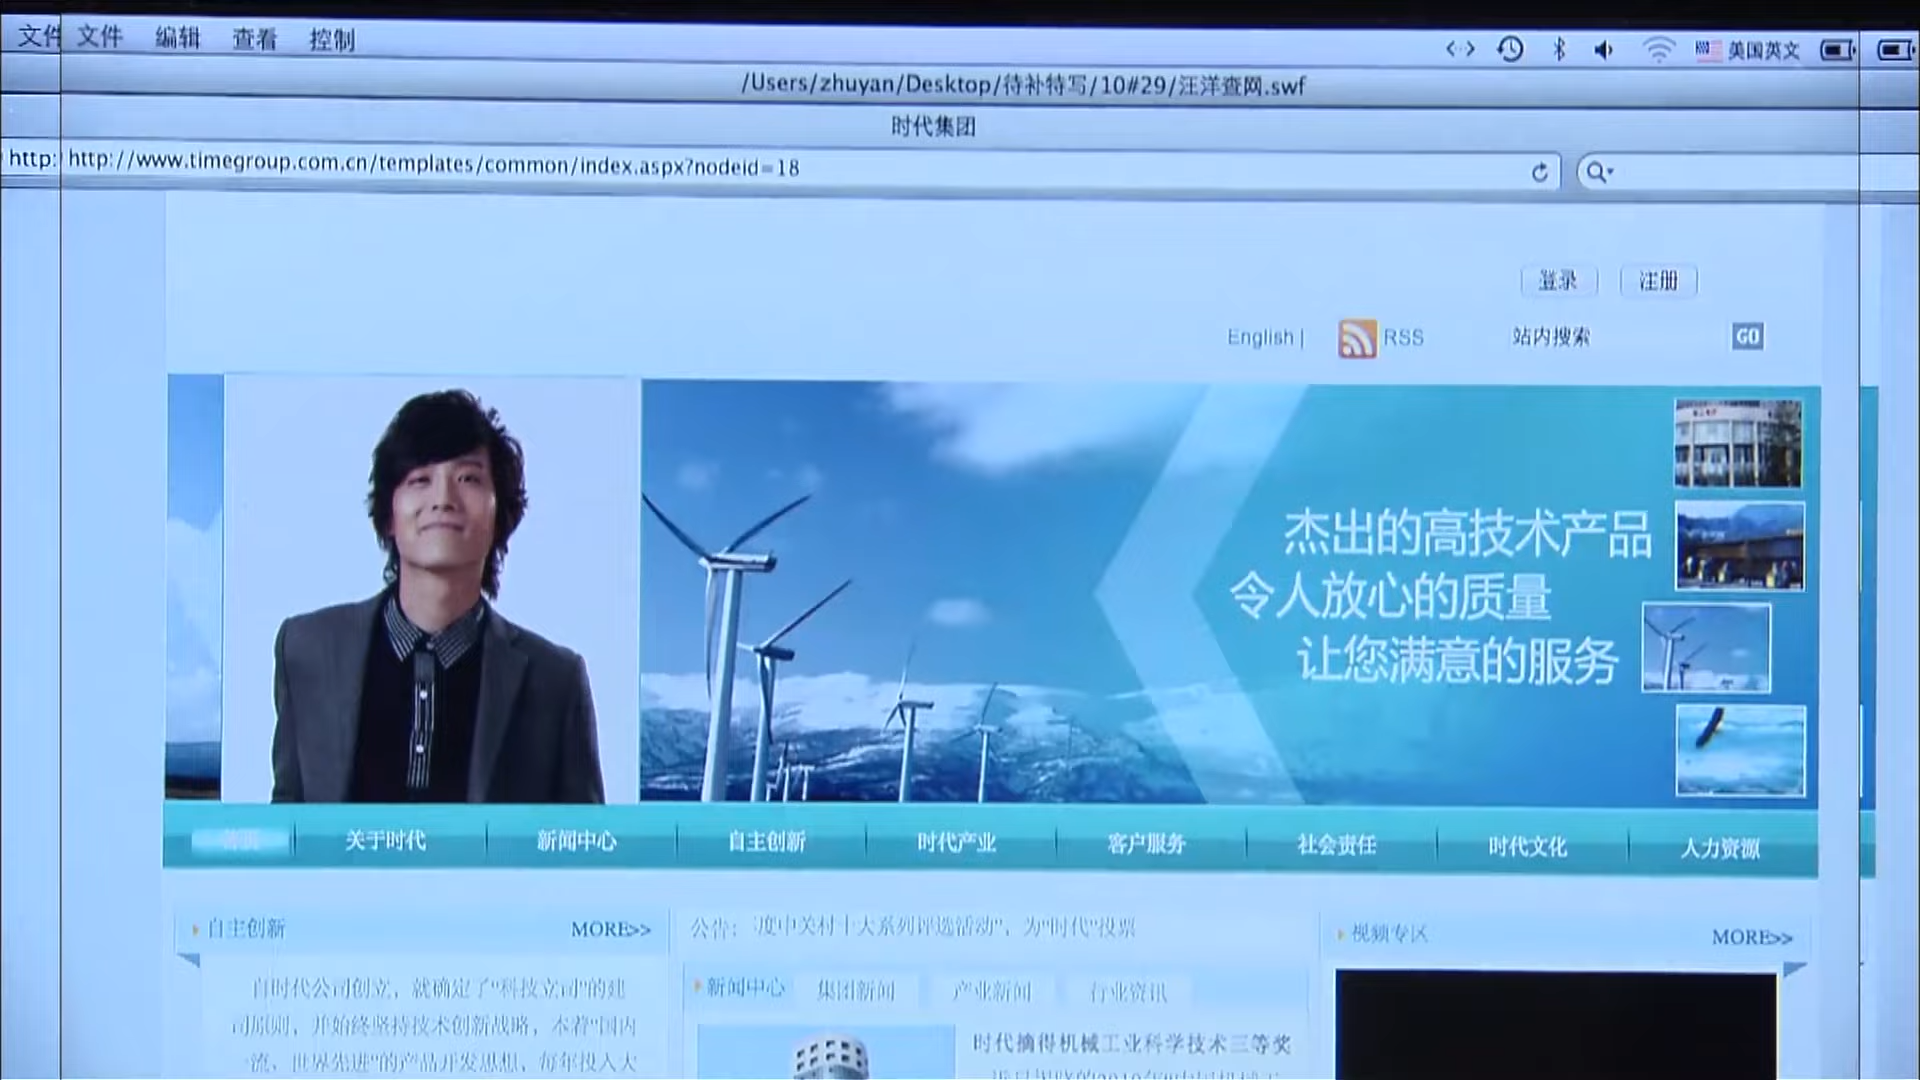 文件 文件 编辑 查看 控制 美国英文
/Users/zhuyan/Desktop/待补特写/10#29/汪洋查网.swf
时代集团
http: http://www.timegroup.com.cn/templates/common/index.aspx?nodeid=18
登录 注册
English | RSS 站内搜索 GO
杰出的高技术产品
令人放心的质量
让您满意的服务
首页 关于时代 新闻中心 自主创新 时代产业 客户服务 社会责任 时代文化 人力资源
自主创新 MORE>>
自时代公司创立，就确定了“科技立司”的建
司原则，并始终坚持技术创新战略，本着“国内
一流，世界先进”的产品开发思想，每年投入大
公告： 度中关村十大系列评选活动”，为“时代”投票
新闻中心 集团新闻 产业新闻 行业资讯
时代摘得机械工业科学技术三等奖
视频专区 MORE>>